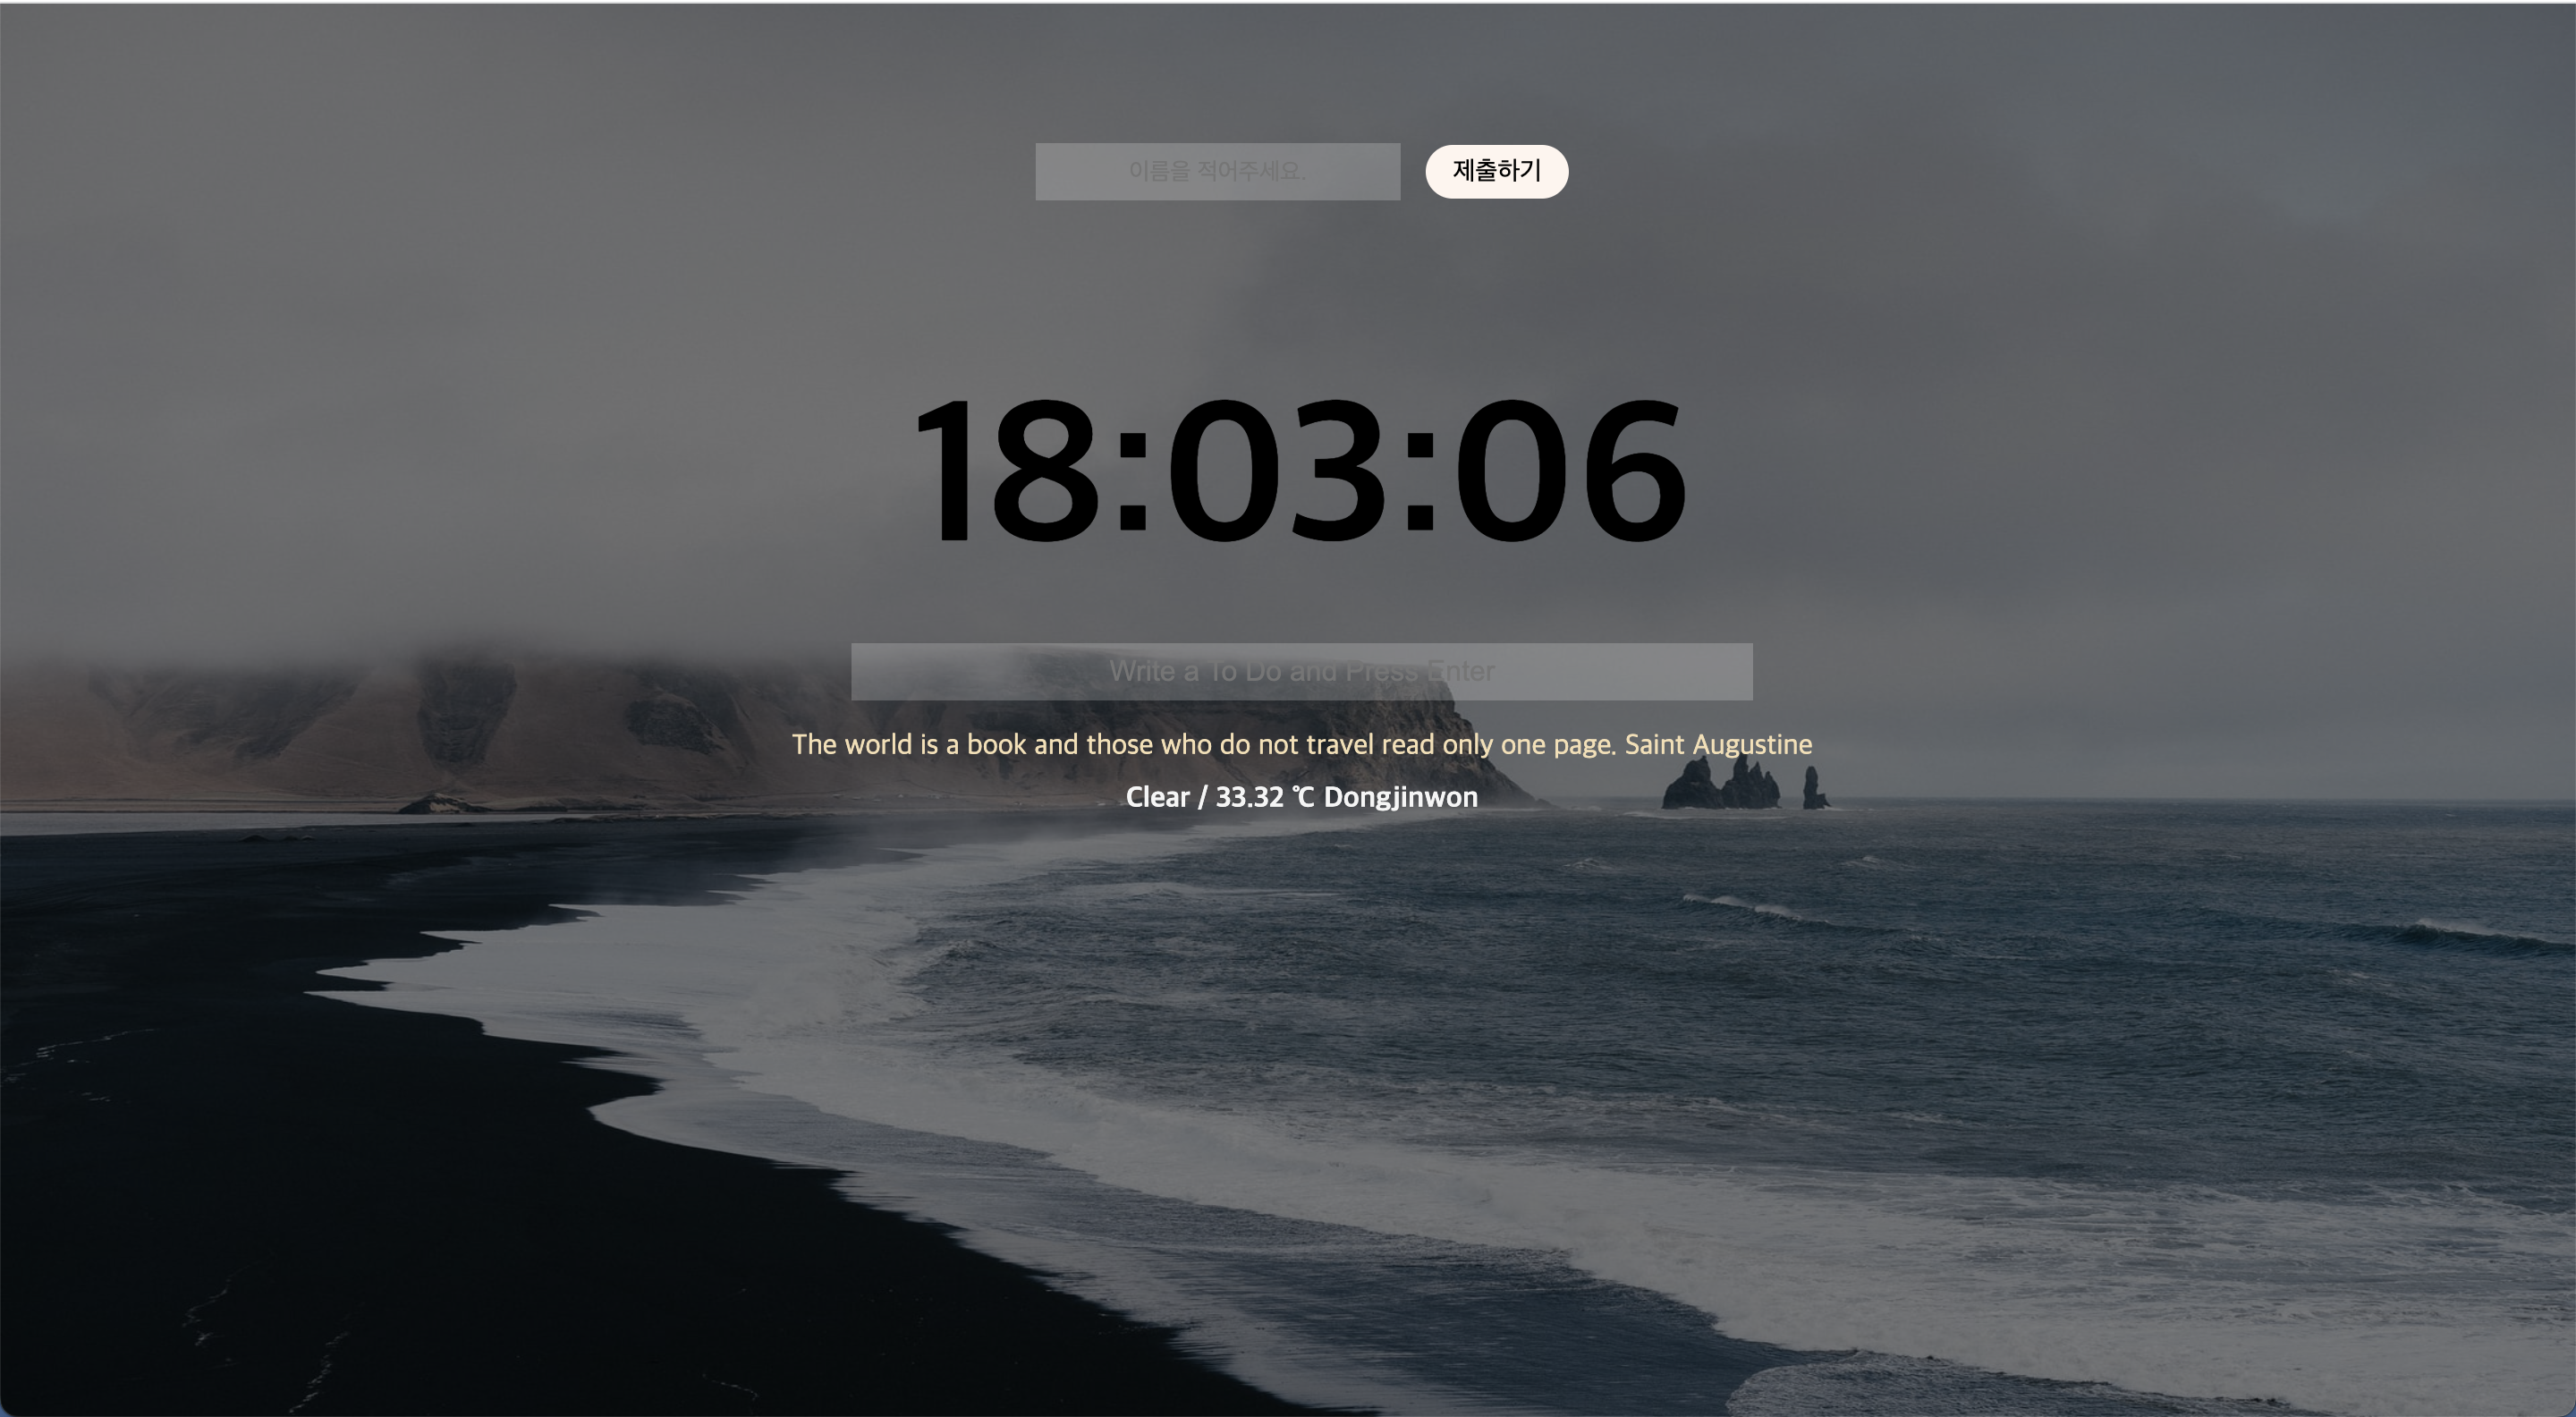 이름을 적어주세요. 제출하기
18:03:06
Write a To Do and Press Enter
The world is a book and those who do not travel read only one page. Saint Augustine
Clear / 33.32 ℃ Dongjinwon